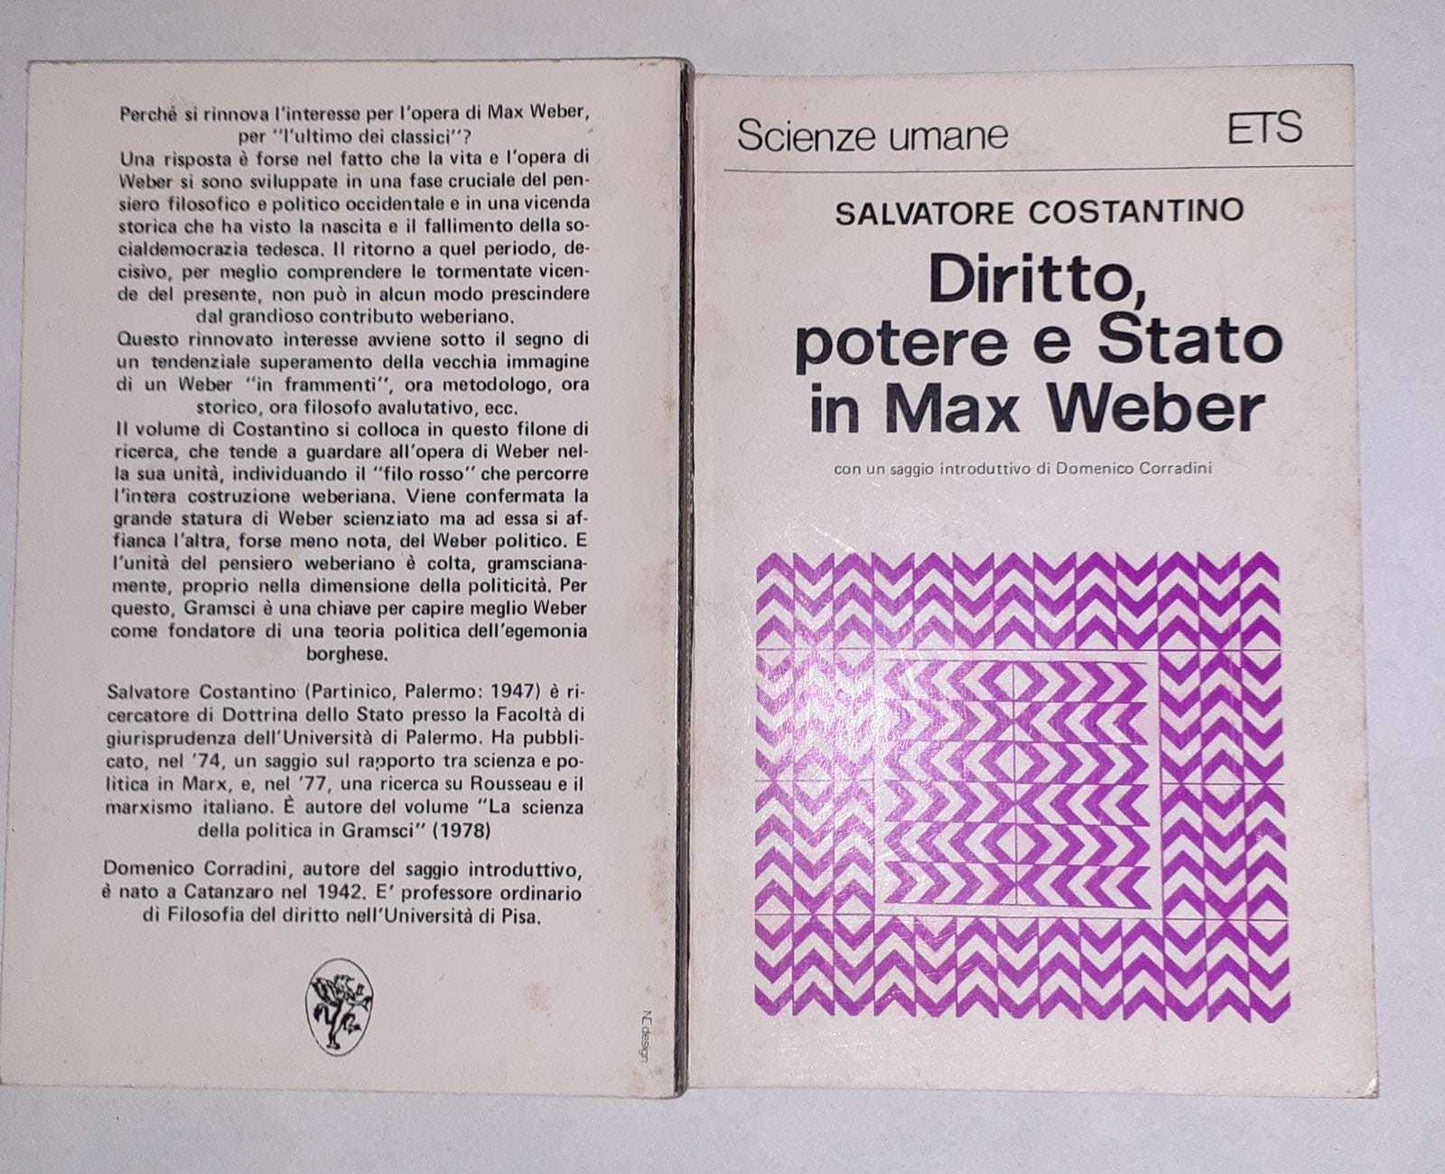 Perché si rinnova l'interesse per l'opera di Max Weber,
per "l'ultimo dei classici"?
Una risposta è forse nel fatto che la vita e l'opera di
Weber si sono sviluppate in una fase cruciale del pen-
siero filosofico e politico occidentale e in una vicenda
storica che ha visto la nascita e il fallimento della so-
cialdemocrazia tedesca. Il ritorno a quel periodo, de-
cisivo, per meglio comprendere le tormentate vicen-
de del presente, non può in alcun modo prescindere
dal grandioso contributo weberiano.
Questo rinnovato interesse avviene sotto il segno di
un tendenziale superamento della vecchia immagine
di un Weber "in frammenti", ora metodologo, ora
storico, ora filosofo avalutativo, ecc.
Il volume di Costantino si colloca in questo filone di
ricerca, che tende a guardare all'opera di Weber nel-
la sua unità, individuando il "filo rosso" che percorre
l'intera costruzione weberiana. Viene confermata la
grande statura di Weber scienziato ma ad essa si af-
fianca l'altra, forse meno nota, del Weber politico. E
l'unità del pensiero weberiano è colta, gramsciana-
mente, proprio nella dimensione della politicità. Per
questo, Gramsci è una chiave per capire meglio Weber
come fondatore di una teoria politica dell'egemonia
borghese.
Salvatore Costantino (Partinico, Palermo: 1947) è ri-
cercatore di Dottrina dello Stato presso la Facoltà di
giurisprudenza dell'Università di Palermo. Ha pubbli-
cato, nel '74, un saggio sul rapporto tra scienza e po-
litica in Marx, e, nel '77, una ricerca su Rousseau e il
marxismo italiano. È autore del volume "La scienza
della politica in Gramsci" (1978)
Domenico Corradini, autore del saggio introduttivo,
è nato a Catanzaro nel 1942. E' professore ordinario
di Filosofia del diritto nell'Università di Pisa.
NC design
Scienze umane
ETS
SALVATORE COSTANTINO
Diritto,
potere e Stato
in Max Weber
con un saggio introduttivo di Domenico Corradini